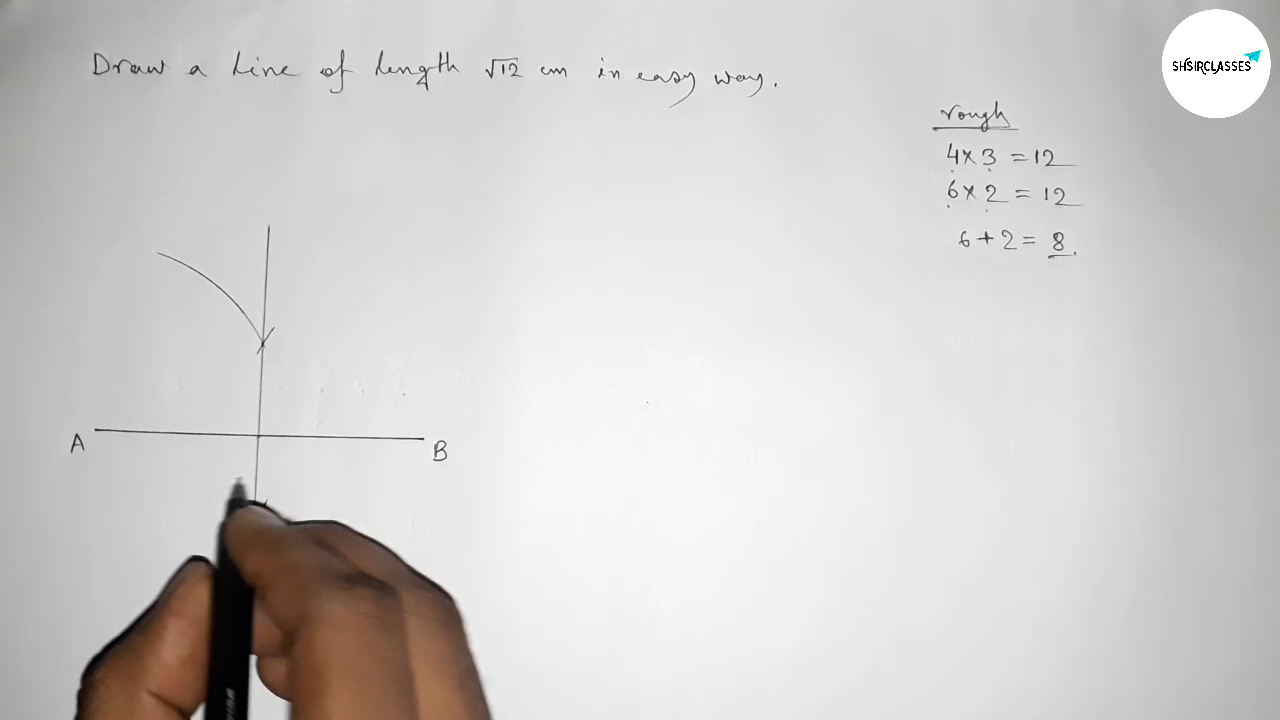 Draw a line of length √12 cm in easy way.
SHSIRCLASSES
rough
4 × 3 = 12
6 × 2 = 12
6 + 2 = 8.
A
B